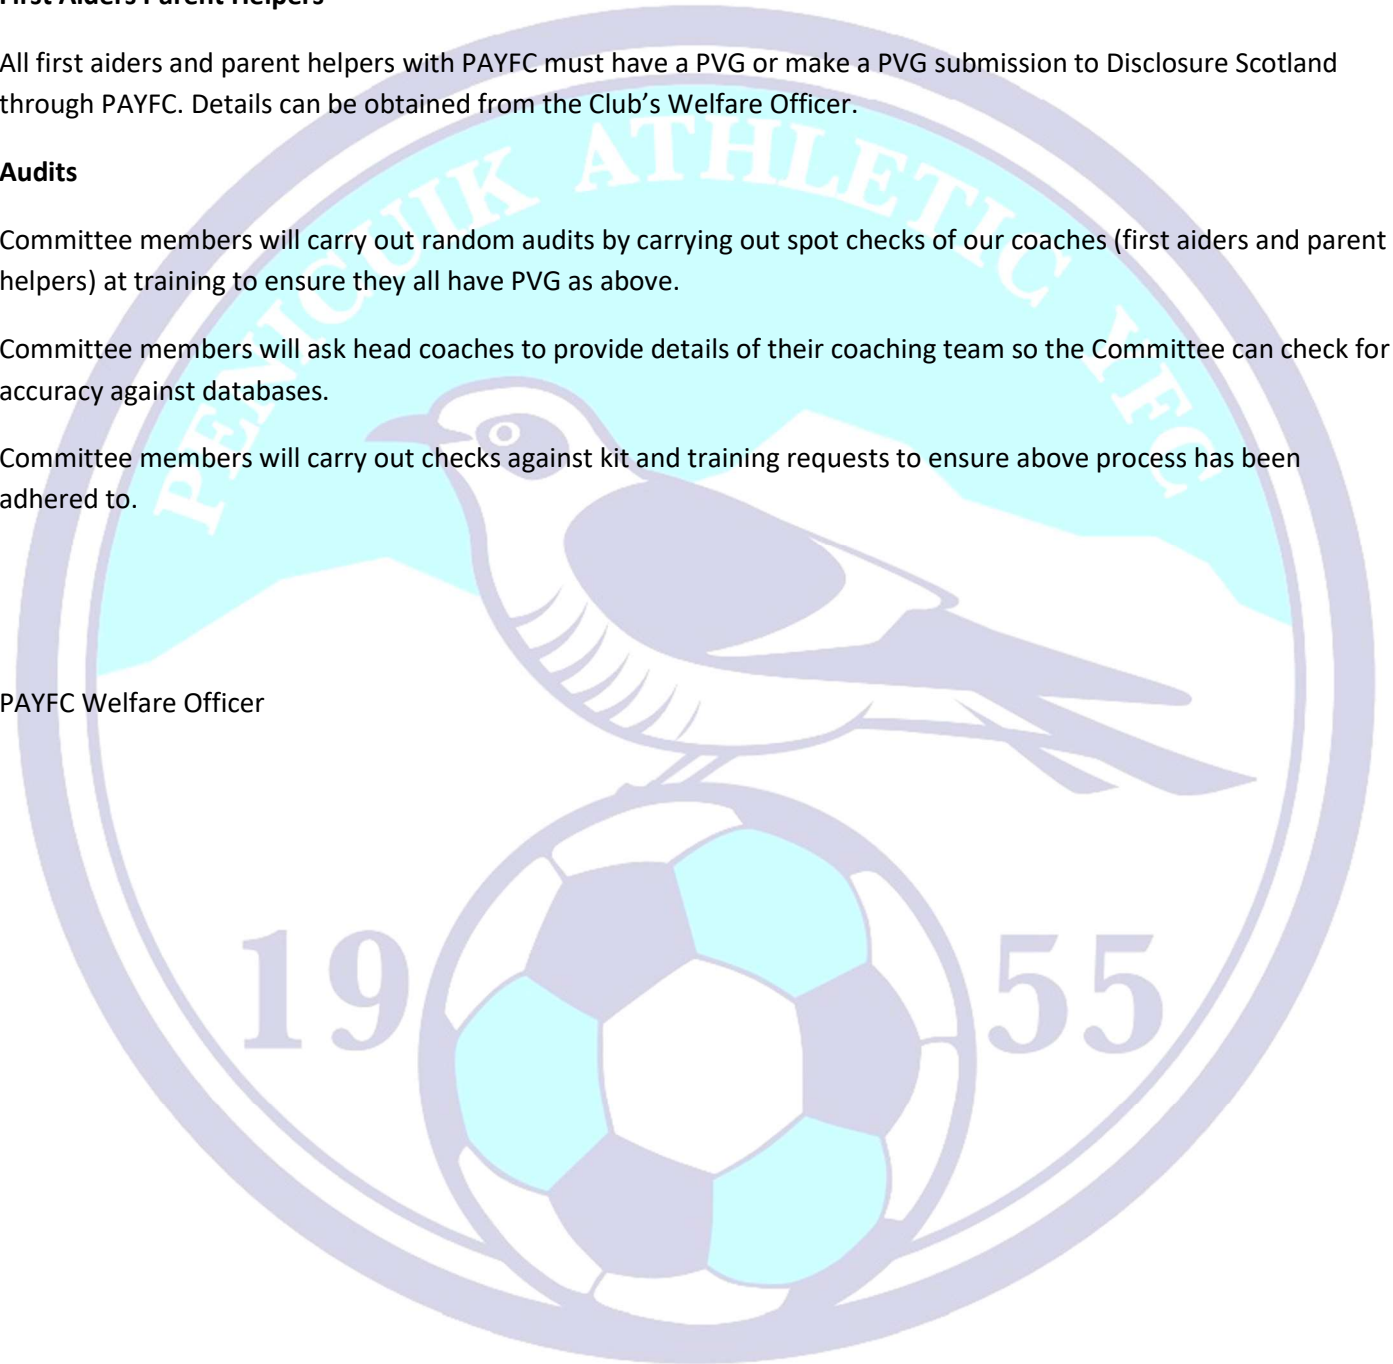 First Aiders Parent Helpers
All first aiders and parent helpers with PAYFC must have a PVG or make a PVG submission to Disclosure Scotland
through PAYFC. Details can be obtained from the Club’s Welfare Officer.
Audits
Committee members will carry out random audits by carrying out spot checks of our coaches (first aiders and parent
helpers) at training to ensure they all have PVG as above.
Committee members will ask head coaches to provide details of their coaching team so the Committee can check for
accuracy against databases.
Committee members will carry out checks against kit and training requests to ensure above process has been
adhered to.
PAYFC Welfare Officer
PENICUIK ATHLETIC YFC
19 55